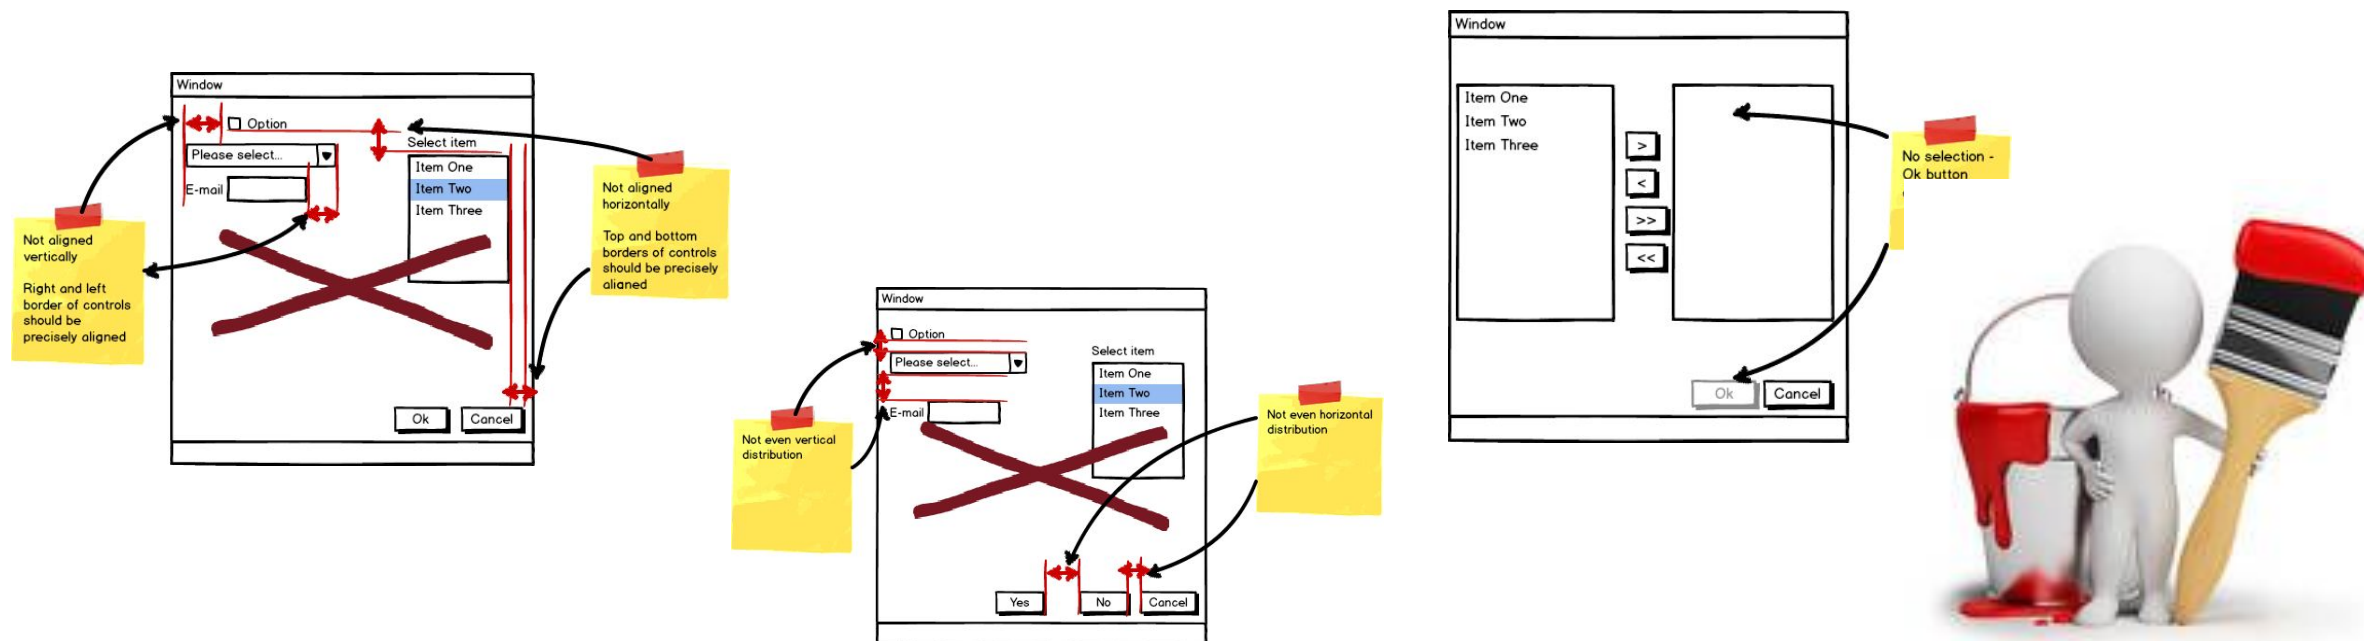 Window
Option
Please select...
E-mail
Select item
Item One
Item Two
Item Three
Ok
Cancel
Not aligned
vertically
Right and left
border of controls
should be
precisely aligned
Not aligned
horizontally
Top and bottom
borders of controls
should be precisely
aligned
Window
Option
Please select...
E-mail
Select item
Item One
Item Two
Item Three
Yes
No
Cancel
Not even vertical
distribution
Not even horizontal
distribution
Window
Item One
Item Two
Item Three
>
<
>>
<<
Ok
Cancel
No selection -
Ok button